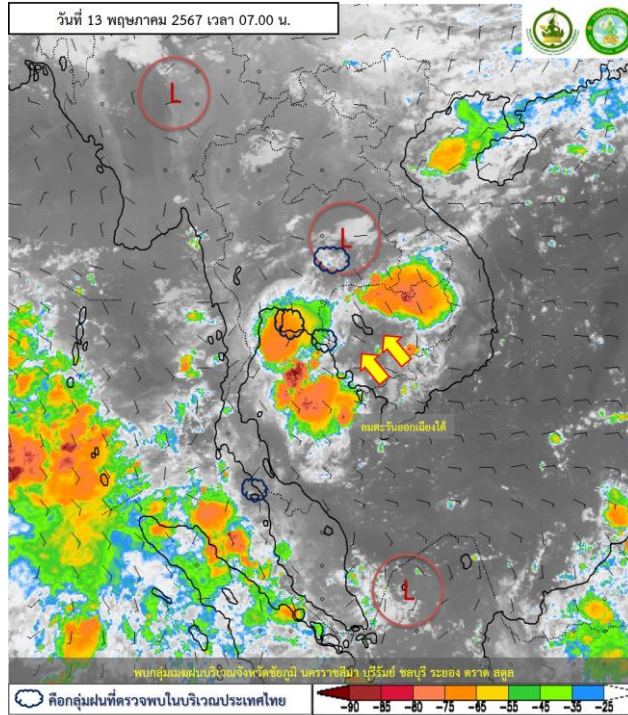 วันที่ 13 พฤษภาคม 2567 เวลา 07.00 น.
L
L
ลมตะวันออกเฉียงใต้
L
พบกลุ่มเมฆฝนบริเวณจังหวัดชัยภูมิ นครราชสีมา บุรีรัมย์ ชลบุรี ระยอง ตราด สตูล
คือกลุ่มฝนที่ตรวจพบในบริเวณประเทศไทย
-90 -85 -80 -75 -65 -55 -45 -35 -25